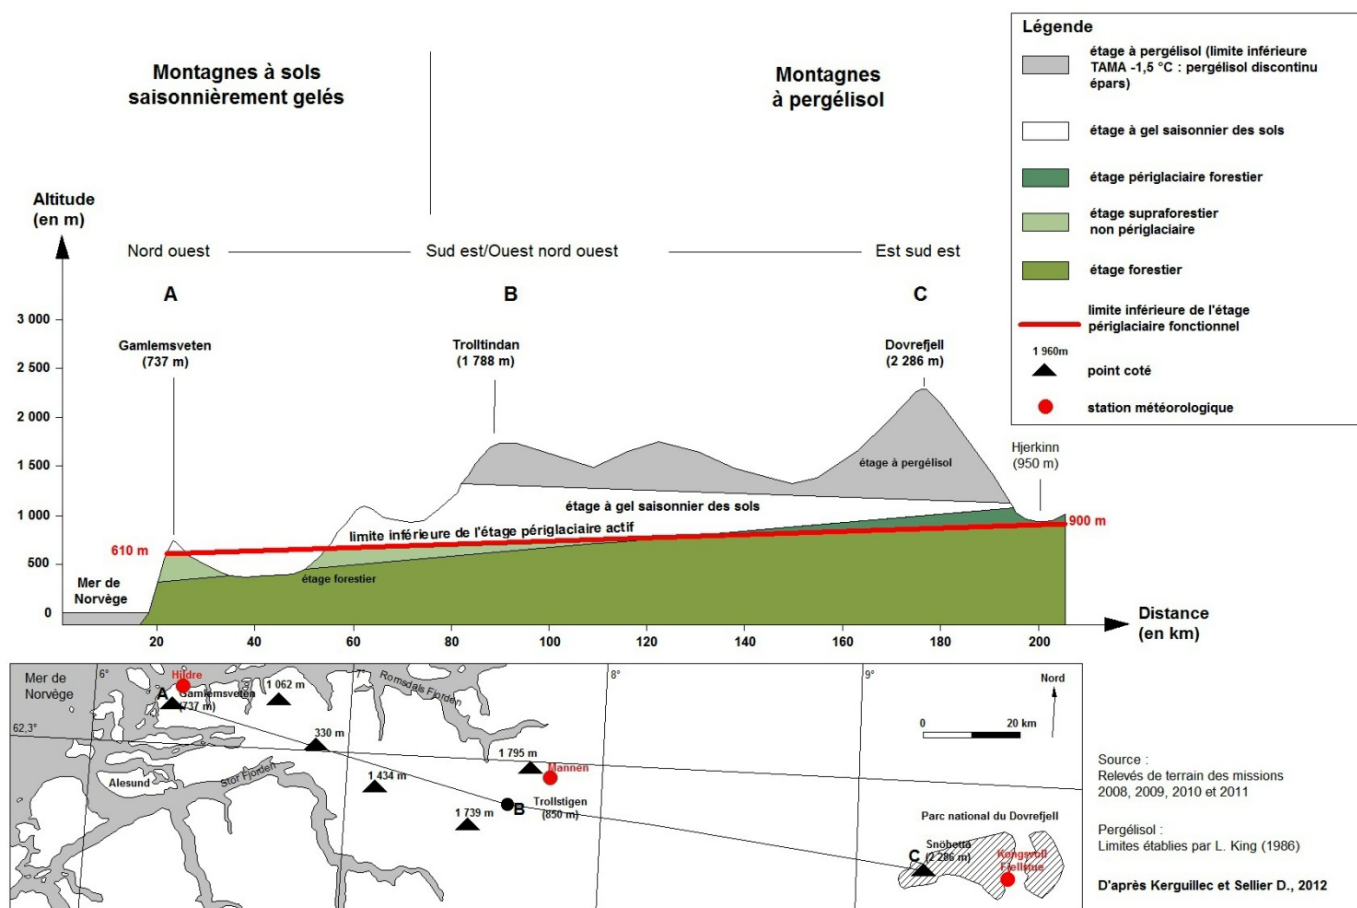 Montagnes à sols
saisonnièrement gelés
Montagnes
à pergélisol
Légende
étage à pergélisol (limite inférieure
TAMA -1,5 °C : pergélisol discontinu
épars)
étage à gel saisonnier des sols
étage périglaciaire forestier
étage supraforestier
non périglaciaire
étage forestier
limite inférieure de l'étage
périglaciaire fonctionnel
1 960m
point coté
station météorologique
Altitude
(en m)
Nord ouest
Sud est/Ouest nord ouest
Est sud est
A
B
C
3 000
2 500
2 000
1 500
1 000
500
0
Gamlemsveten
(737 m)
Trolltindan
(1 788 m)
Dovrefjell
(2 286 m)
Hjerkinn
(950 m)
étage à pergélisol
étage à gel saisonnier des sols
limite inférieure de l'étage périglaciaire actif
610 m
900 m
étage forestier
Mer de
Norvège
20
40
60
80
100
120
140
160
180
200
Distance
(en km)
Mer de
Norvège
6°
7°
8°
9°
62,3°
Hildre
A
Gamlemsveten
(737 m)
1 062 m
Romsdals Fjorden
330 m
Alesund
Stor Fjorden
1 434 m
1 795 m
Mannen
1 739 m
B
Trollstigen
(850 m)
Nord
0
20 km
Parc national du Dovrefjell
C
Snöhetta
(2 286 m)
Kongsvoll
Fjellstue
Source :
Relevés de terrain des missions
2008, 2009, 2010 et 2011
Pergélisol :
Limites établies par L. King (1986)
D'après Kerguillec et Sellier D., 2012